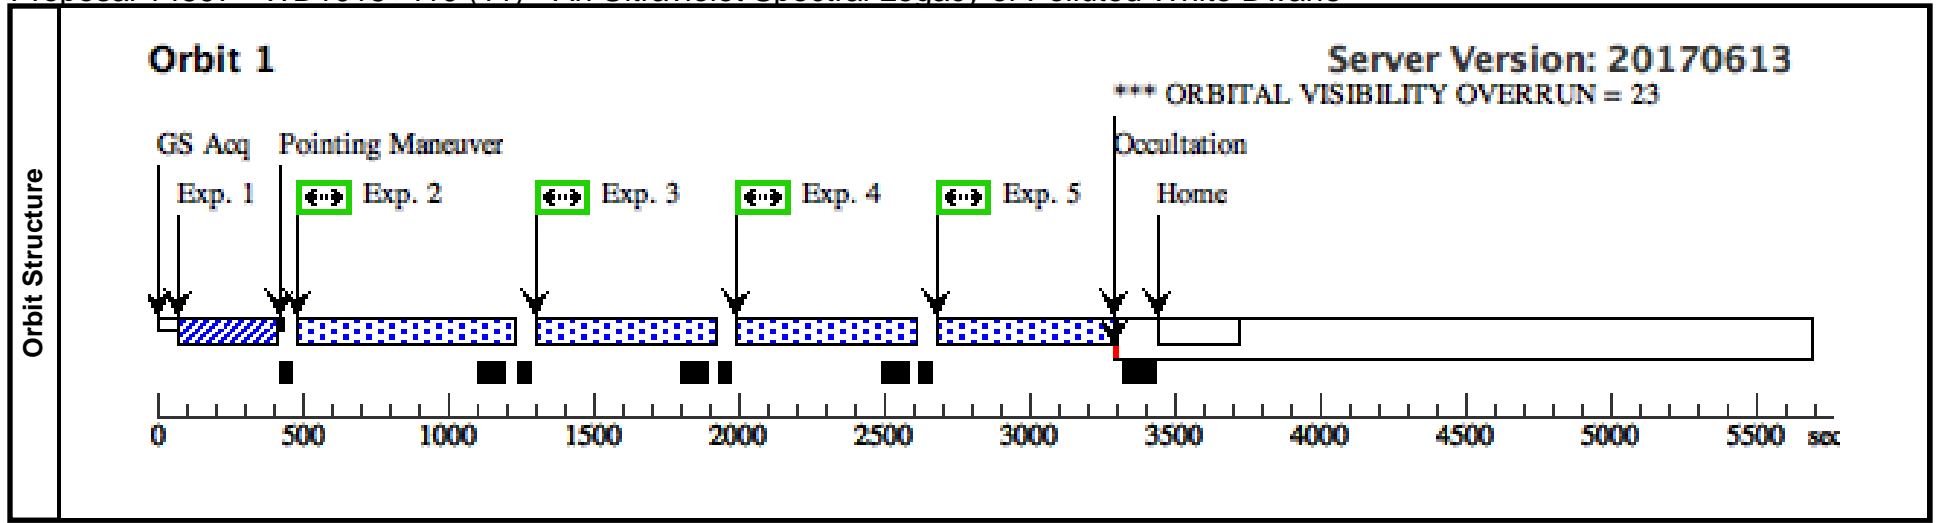 Orbit 1
Server Version: 20170613
*** ORBITAL VISIBILITY OVERRUN = 23
GS Acq Pointing Maneuver Occultation
Exp. 1 Exp. 2 Exp. 3 Exp. 4 Exp. 5 Home
Orbit Structure
0 500 1000 1500 2000 2500 3000 3500 4000 4500 5000 5500 sec